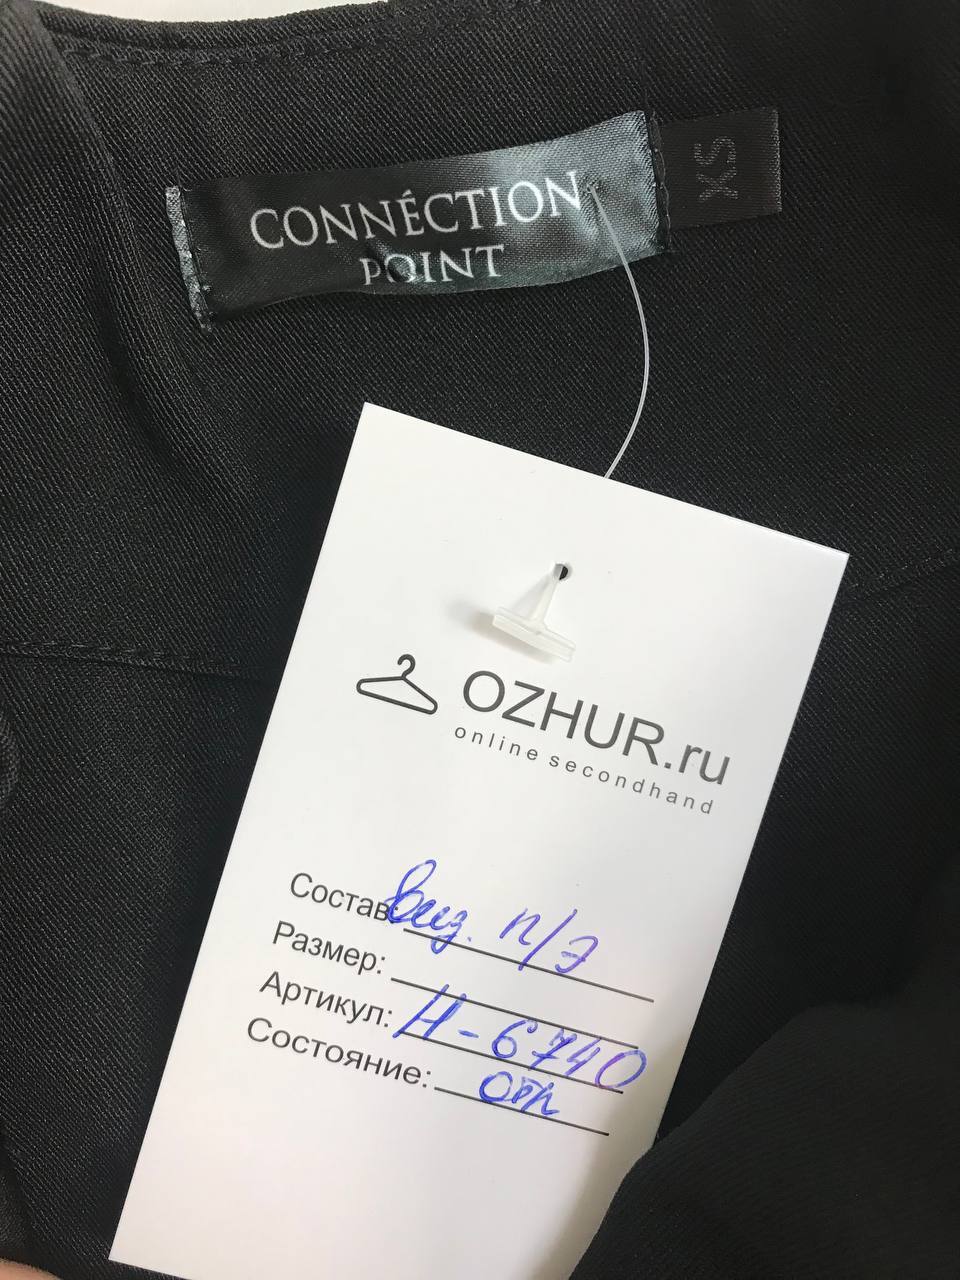 CONNÉCTION
POINT
XS
OZHUR.ru
online secondhand
Состав: виз. п/э
Размер:
Артикул: Н-6740
Состояние: отл